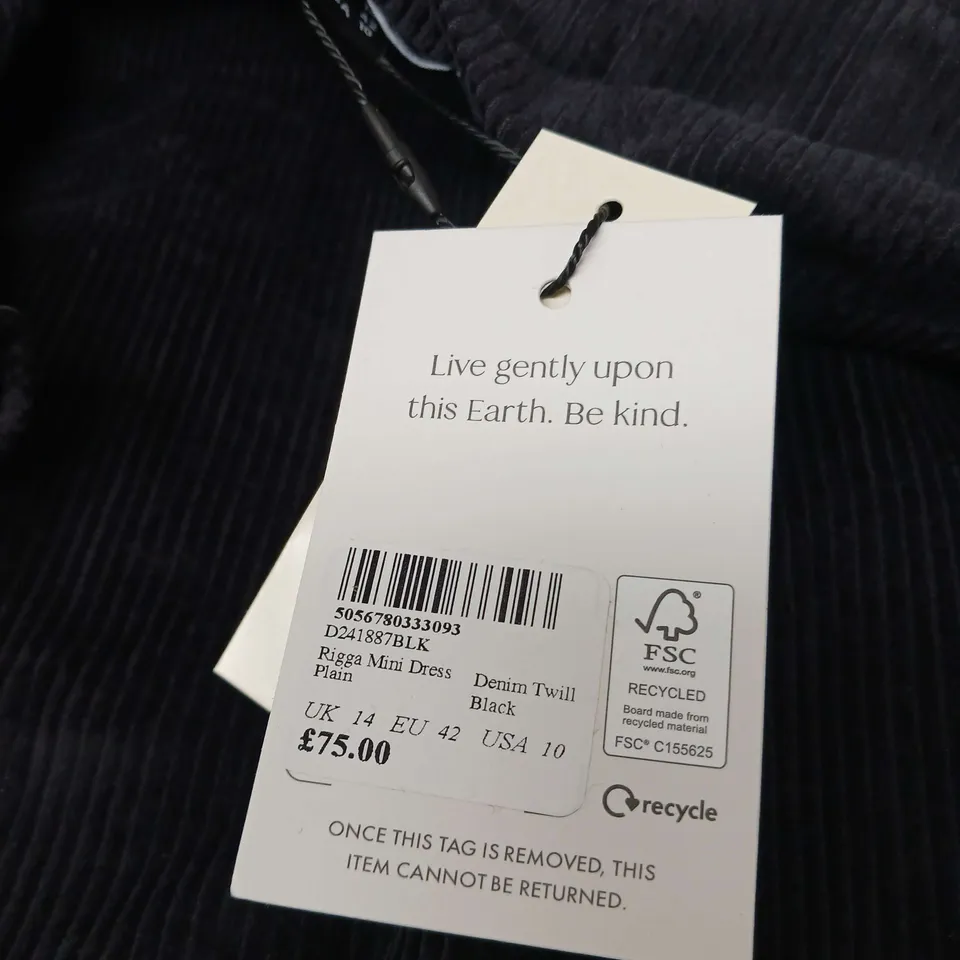 Live gently upon
this Earth. Be kind.
5056780333093
D241887BLK
Rigga Mini Dress Denim Twill
Plain Black
UK 14 EU 42 USA 10
£75.00
FSC®
www.fsc.org
RECYCLED
Board made from
recycled material
FSC® C155625
recycle
ONCE THIS TAG IS REMOVED, THIS
ITEM CANNOT BE RETURNED.